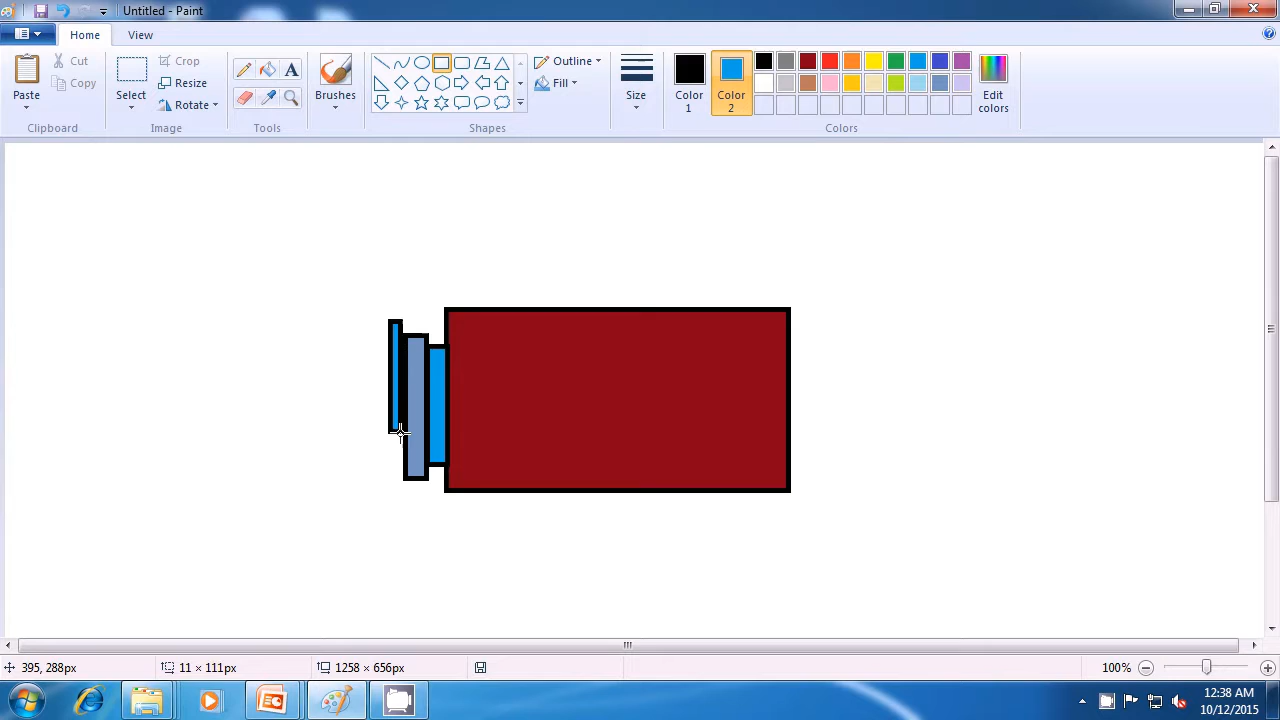 Untitled - Paint
Home View
Paste
Cut
Copy
Clipboard
Select
Crop
Resize
Rotate
Image
Tools
Brushes
Outline
Fill
Shapes
Size
Color 1
Color 2
Edit colors
Colors
395, 288px
11 × 111px
1258 × 656px
100%
12:38 AM
10/12/2015